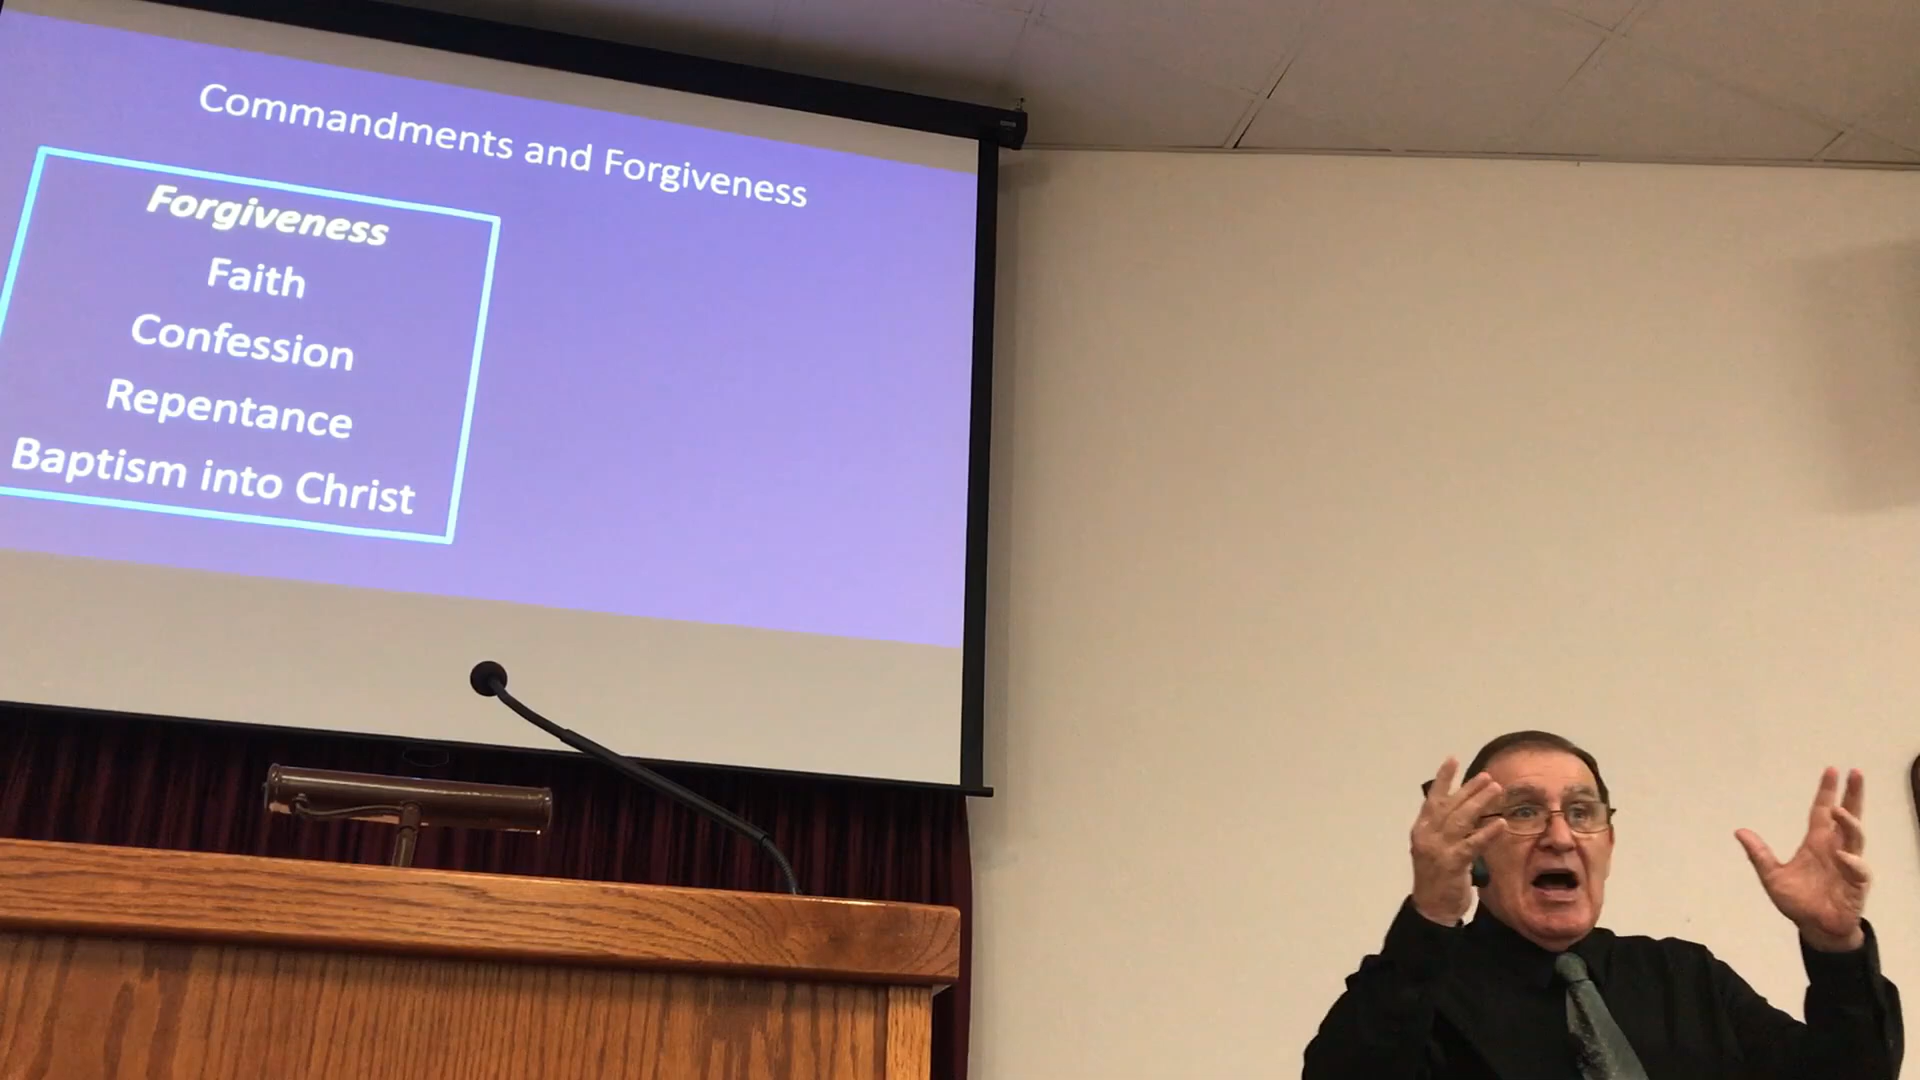 Commandments and Forgiveness
Forgiveness
Faith
Confession
Repentance
Baptism into Christ